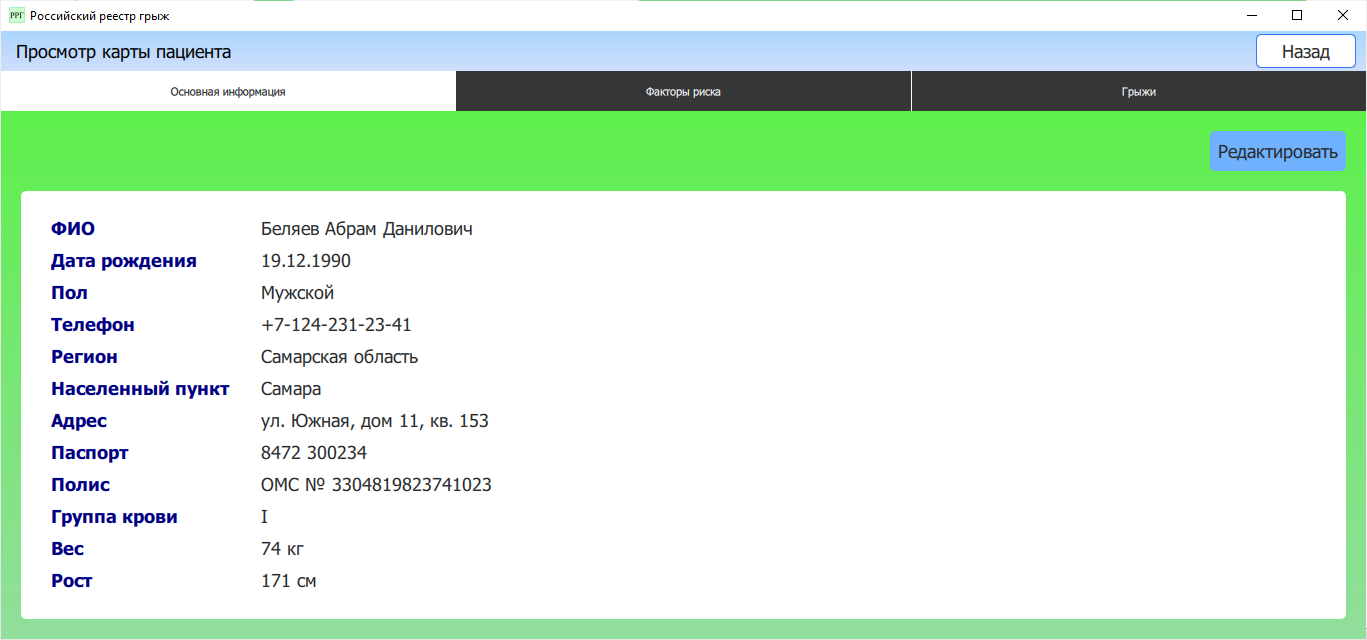 РРГ Российский реестр грыж
Просмотр карты пациента Назад
Основная информация Факторы риска Грыжи
Редактировать
ФИО Беляев Абрам Данилович
Дата рождения 19.12.1990
Пол Мужской
Телефон +7-124-231-23-41
Регион Самарская область
Населенный пункт Самара
Адрес ул. Южная, дом 11, кв. 153
Паспорт 8472 300234
Полис ОМС № 3304819823741023
Группа крови I
Вес 74 кг
Рост 171 см